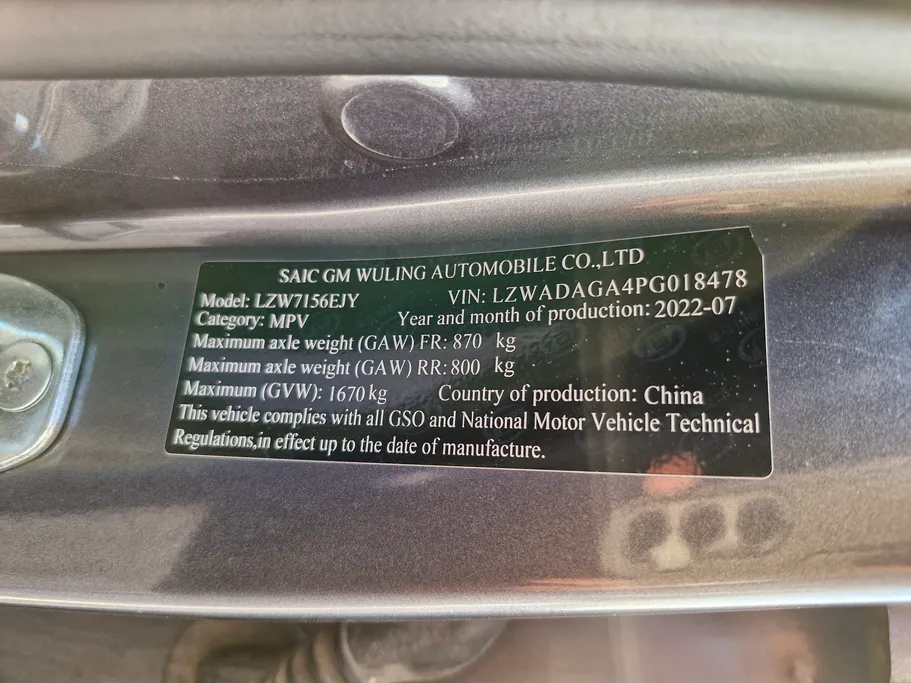 SAIC GM WULING AUTOMOBILE CO.,LTD
Model: LZW7156EJY VIN: LZWADAGA4PG018478
Category: MPV Year and month of production: 2022-07
Maximum axle weight (GAW) FR: 870 kg
Maximum axle weight (GAW) RR: 800 kg
Maximum (GVW): 1670 kg Country of production: China
This vehicle complies with all GSO and National Motor Vehicle Technical
Regulations,in effect up to the date of manufacture.